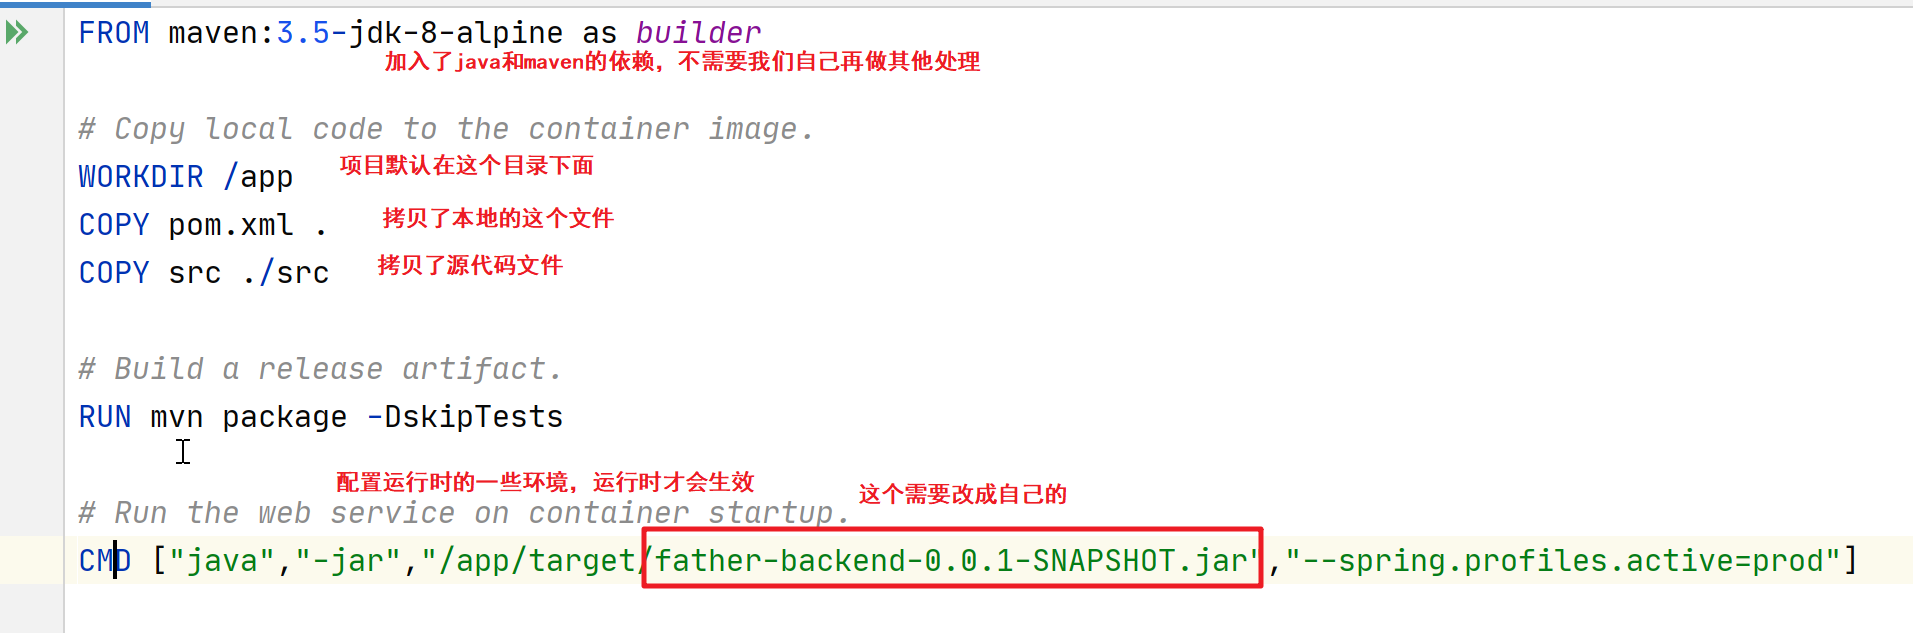 FROM maven:3.5-jdk-8-alpine as builder
加入了java和maven的依赖，不需要我们自己再做其他处理
# Copy local code to the container image.
WORKDIR /app
项目默认在这个目录下面
COPY pom.xml .
拷贝了本地的这个文件
COPY src ./src
拷贝了源代码文件
# Build a release artifact.
RUN mvn package -DskipTests
配置运行时的一些环境，运行时才会生效
这个需要改成自己的
# Run the web service on container startup.
CMD ["java","-jar","/app/target/father-backend-0.0.1-SNAPSHOT.jar","--spring.profiles.active=prod"]